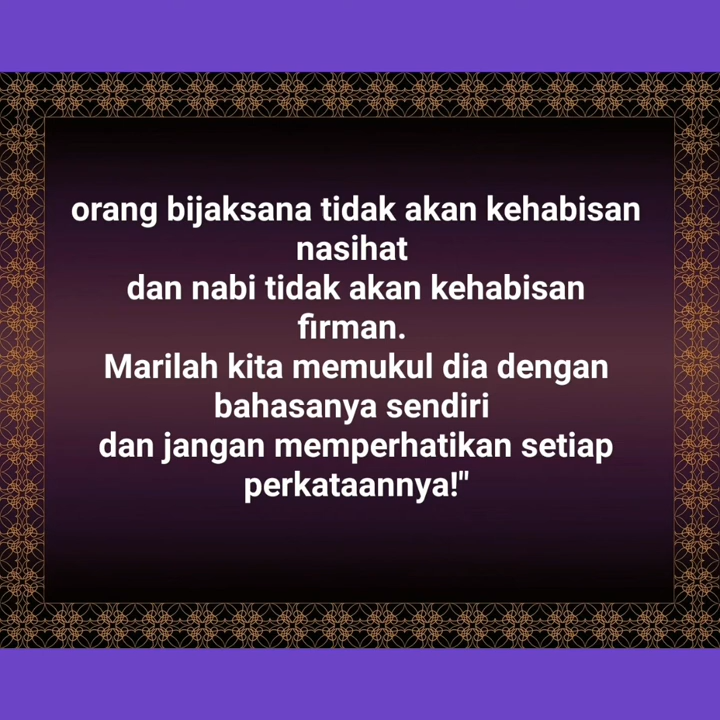 orang bijaksana tidak akan kehabisan
nasihat
dan nabi tidak akan kehabisan
firman.
Marilah kita memukul dia dengan
bahasanya sendiri
dan jangan memperhatikan setiap
perkataannya!"